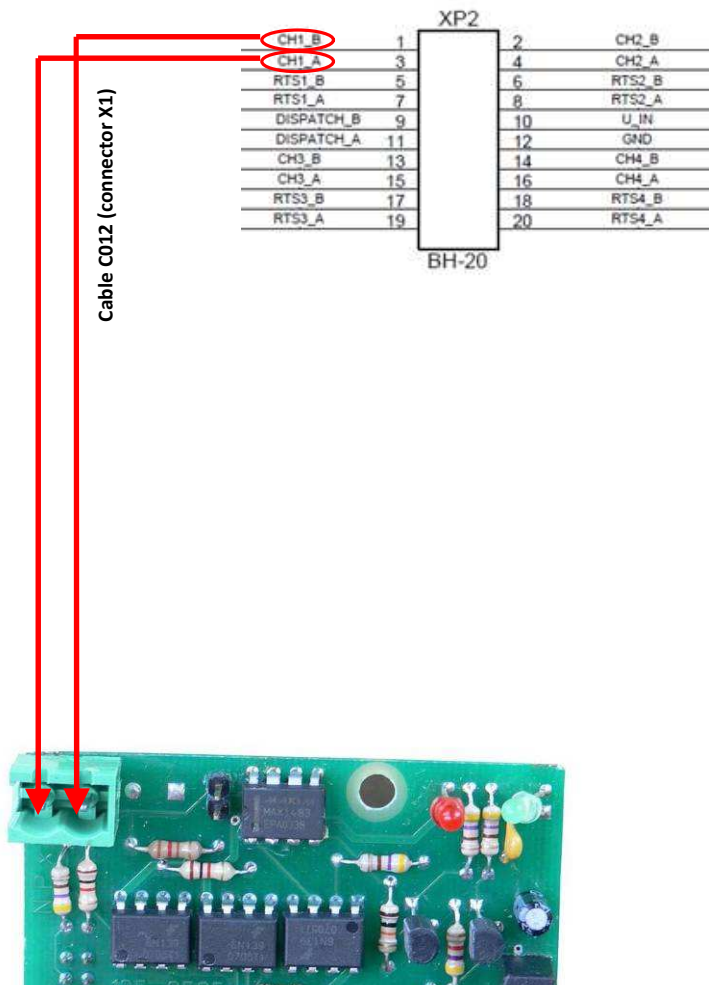 XP2
CH1_B 1 2 CH2_B
CH1_A 3 4 CH2_A
RTS1_B 5 6 RTS2_B
RTS1_A 7 8 RTS2_A
DISPATCH_B 9 10 U_IN
DISPATCH_A 11 12 GND
CH3_B 13 14 CH4_B
CH3_A 15 16 CH4_A
RTS3_B 17 18 RTS4_B
RTS3_A 19 20 RTS4_A
BH-20
Cable C012 (connector X1)